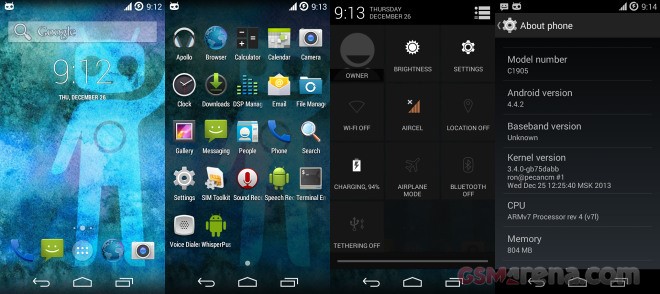 9:12
Google
9:12
THU, DECEMBER 26
9:13
Apollo Browser Calculator Calendar Camera
Clock Downloads DSP Manag Email File Manage
Gallery Messaging People Phone Search
Settings SIM Toolkit Sound Reco Speech Rec Terminal Em
Voice Dialer WhisperPus
9:13 THURSDAY
DECEMBER 26
OWNER
BRIGHTNESS
SETTINGS
WI-FI OFF
AIRCEL
LOCATION OFF
CHARGING, 94%
AIRPLANE
MODE
BLUETOOTH
OFF
TETHERING OFF
9:14
About phone
Model number
C1905
Android version
4.4.2
Baseband version
Unknown
Kernel version
3.4.0-gb75dabb
ron@pecancm #1
Wed Dec 25 12:25:40 MSK 2013
CPU
ARMv7 Processor rev 4 (v7l)
Memory
804 MB
GSMarena.com